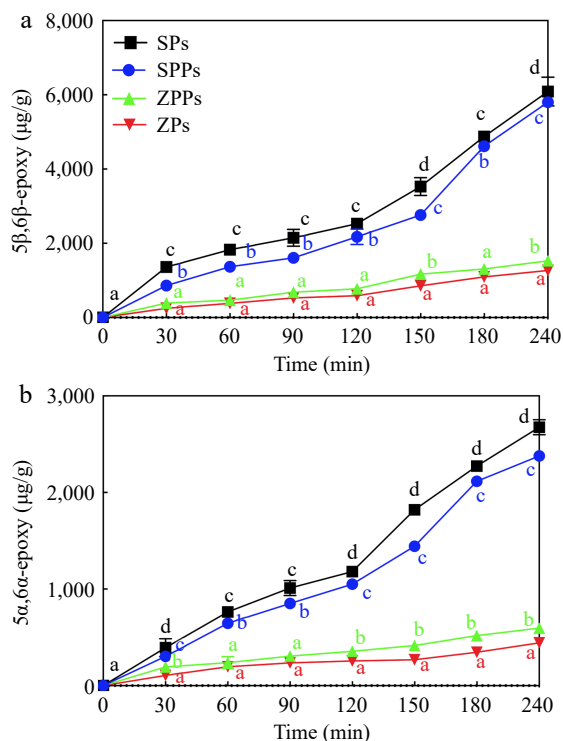 a
8,000
6,000
4,000
2,000
0
5β,6β-epoxy (μg/g)
SPs
SPPs
ZPPs
ZPs
a c c c c d c d
b b b b c b c
a a a a b a b
a a a a a a a
0 30 60 90 120 150 180 240
Time (min)
b
3,000
2,000
1,000
0
5α,6α-epoxy (μg/g)
a d c c d d d d
c b b c c c c
b a a b b b b
a a a a a a a
0 30 60 90 120 150 180 240
Time (min)